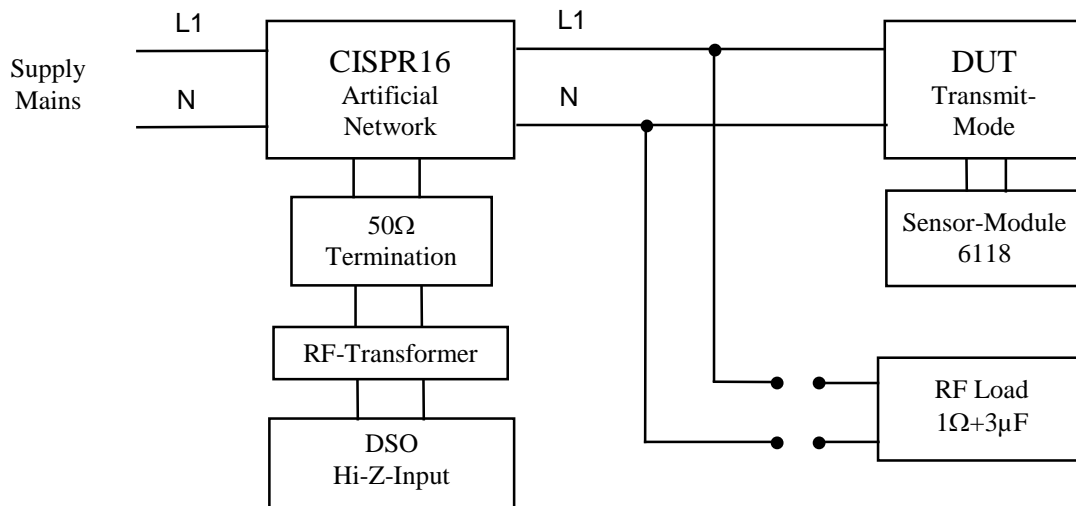 L1
L1
Supply
Mains
N
CISPR16
Artificial
Network
N
DUT
Transmit-
Mode
50Ω
Termination
Sensor-Module
6118
RF-Transformer
RF Load
1Ω+3µF
DSO
Hi-Z-Input